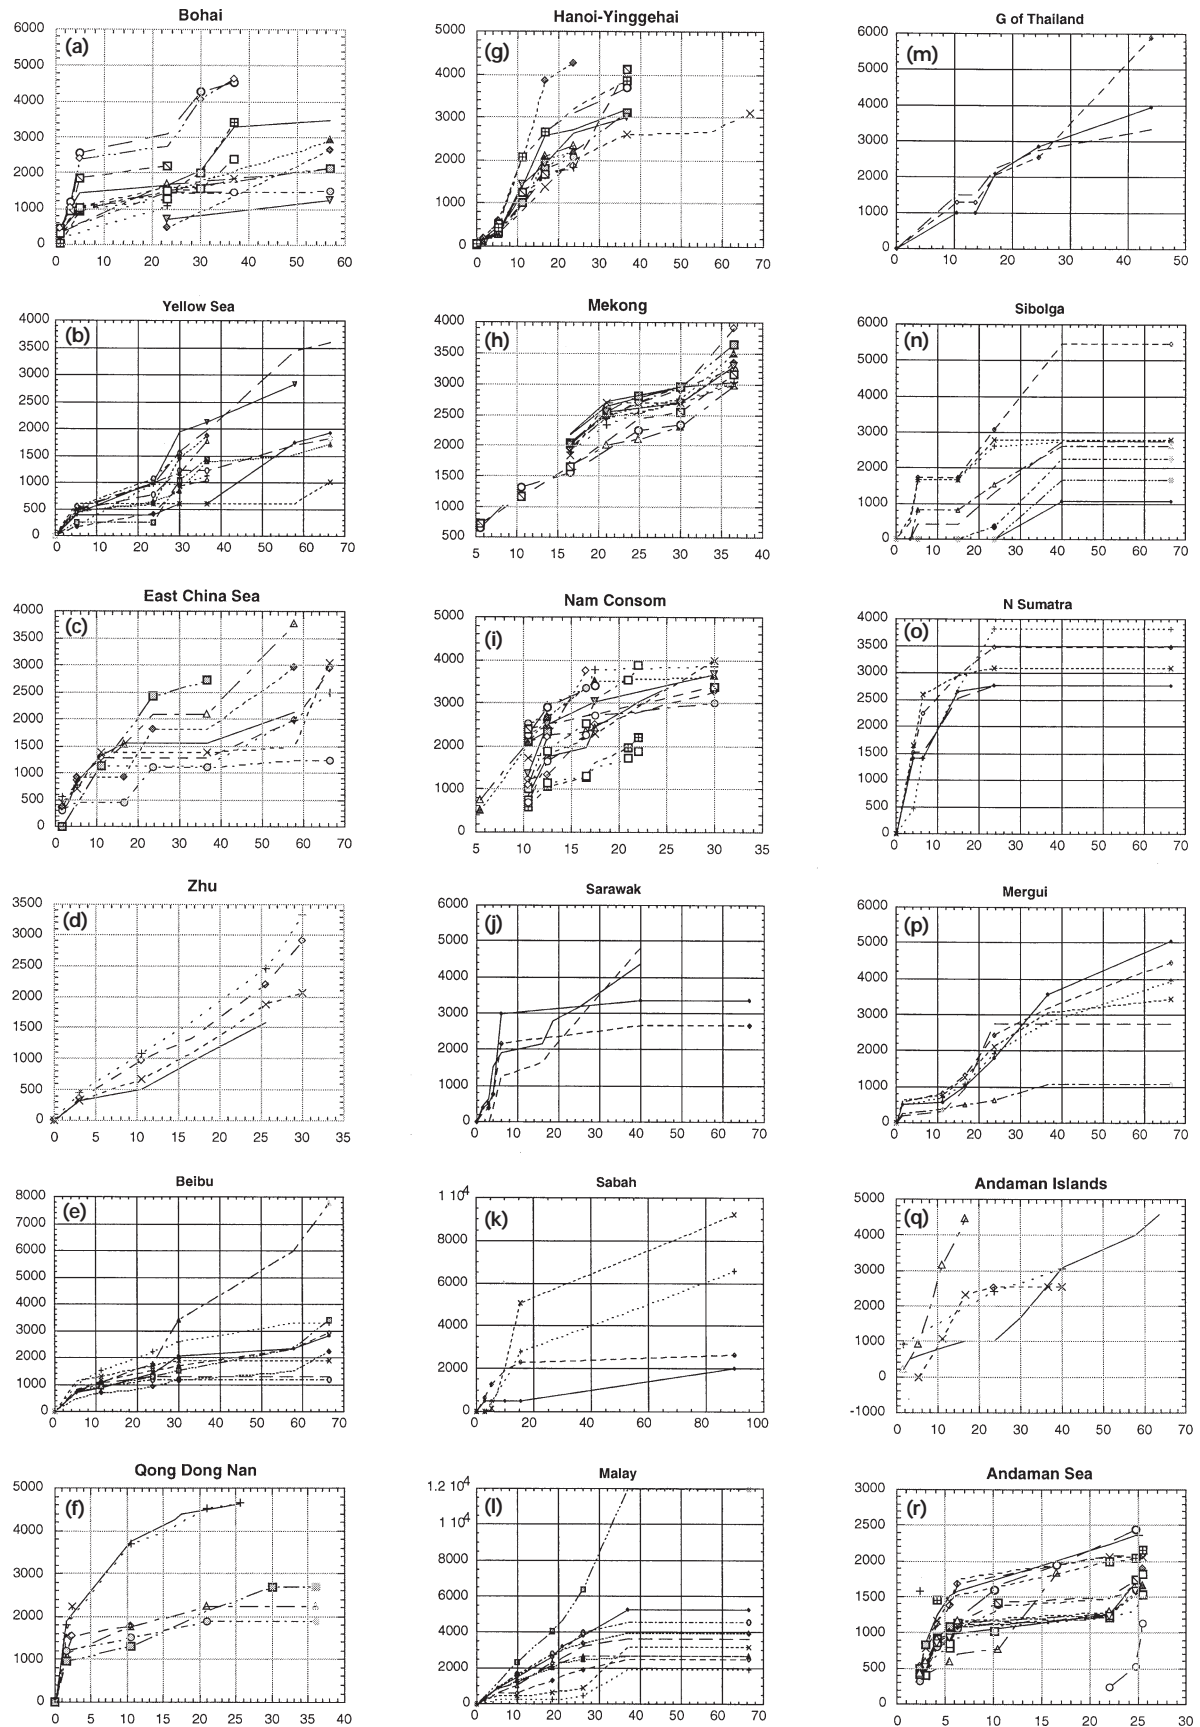 Bohai
(a)
6000
5000
4000
3000
2000
1000
0
0 10 20 30 40 50 60
Yellow Sea
(b)
4000
3500
3000
2500
2000
1500
1000
500
0
0 10 20 30 40 50 60 70
East China Sea
(c)
4000
3500
3000
2500
2000
1500
1000
500
0
0 10 20 30 40 50 60 70
Zhu
(d)
3500
3000
2500
2000
1500
1000
500
0
0 5 10 15 20 25 30 35
Beibu
(e)
8000
7000
6000
5000
4000
3000
2000
1000
0
0 10 20 30 40 50 60 70
Qong Dong Nan
(f)
5000
4000
3000
2000
1000
0
0 5 10 15 20 25 30 35 40
Hanoi-Yinggehai
(g)
5000
4000
3000
2000
1000
0
0 10 20 30 40 50 60 70
Mekong
(h)
4000
3500
3000
2500
2000
1500
1000
500
5 10 15 20 25 30 35 40
Nam Consom
(i)
5000
4000
3000
2000
1000
0
5 10 15 20 25 30 35
Sarawak
(j)
6000
5000
4000
3000
2000
1000
0
0 10 20 30 40 50 60 70
Sabah
(k)
1 10⁴
8000
6000
4000
2000
0
0 20 40 60 80 100
Malay
(l)
1.2 10⁴
1 10⁴
8000
6000
4000
2000
0
0 10 20 30 40 50 60 70
G of Thailand
(m)
6000
5000
4000
3000
2000
1000
0
0 10 20 30 40 50
Sibolga
(n)
6000
5000
4000
3000
2000
1000
0
0 10 20 30 40 50 60 70
N Sumatra
(o)
4000
3500
3000
2500
2000
1500
1000
500
0
0 10 20 30 40 50 60 70
Mergui
(p)
6000
5000
4000
3000
2000
1000
0
0 10 20 30 40 50 60 70
Andaman Islands
(q)
5000
4000
3000
2000
1000
0
-1000
0 10 20 30 40 50 60 70
Andaman Sea
(r)
3000
2500
2000
1500
1000
500
0
0 5 10 15 20 25 30